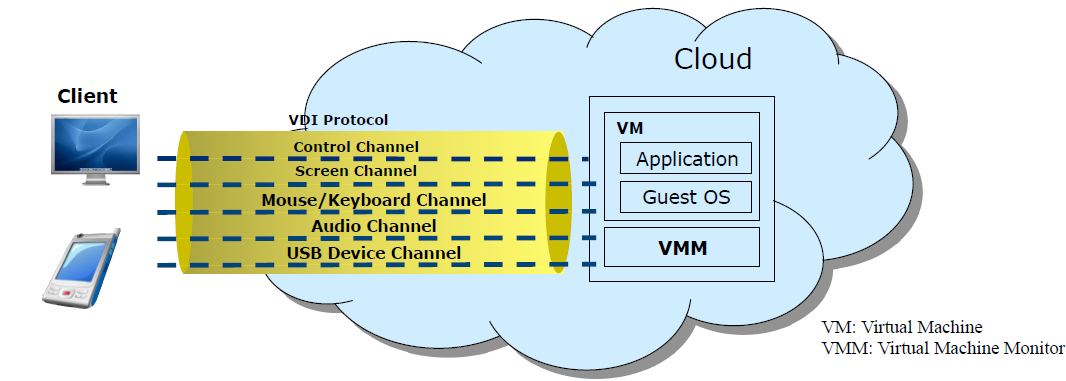 Cloud
Client
VDI Protocol
Control Channel
Screen Channel
Mouse/Keyboard Channel
Audio Channel
USB Device Channel
VM
Application
Guest OS
VMM
VM: Virtual Machine
VMM: Virtual Machine Monitor